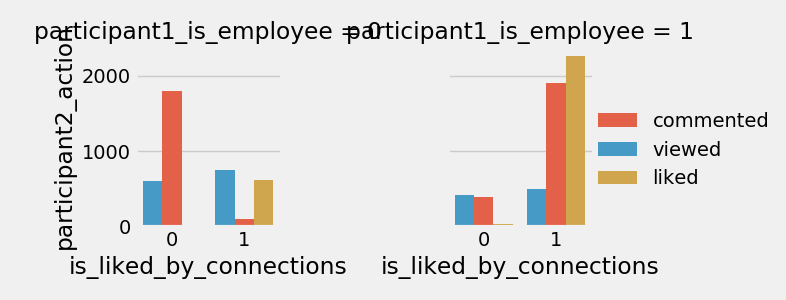 participant1_is_employee = 0
participant1_is_employee = 1
participant2_action
2000
1000
0
0
1
0
1
is_liked_by_connections
is_liked_by_connections
commented
viewed
liked